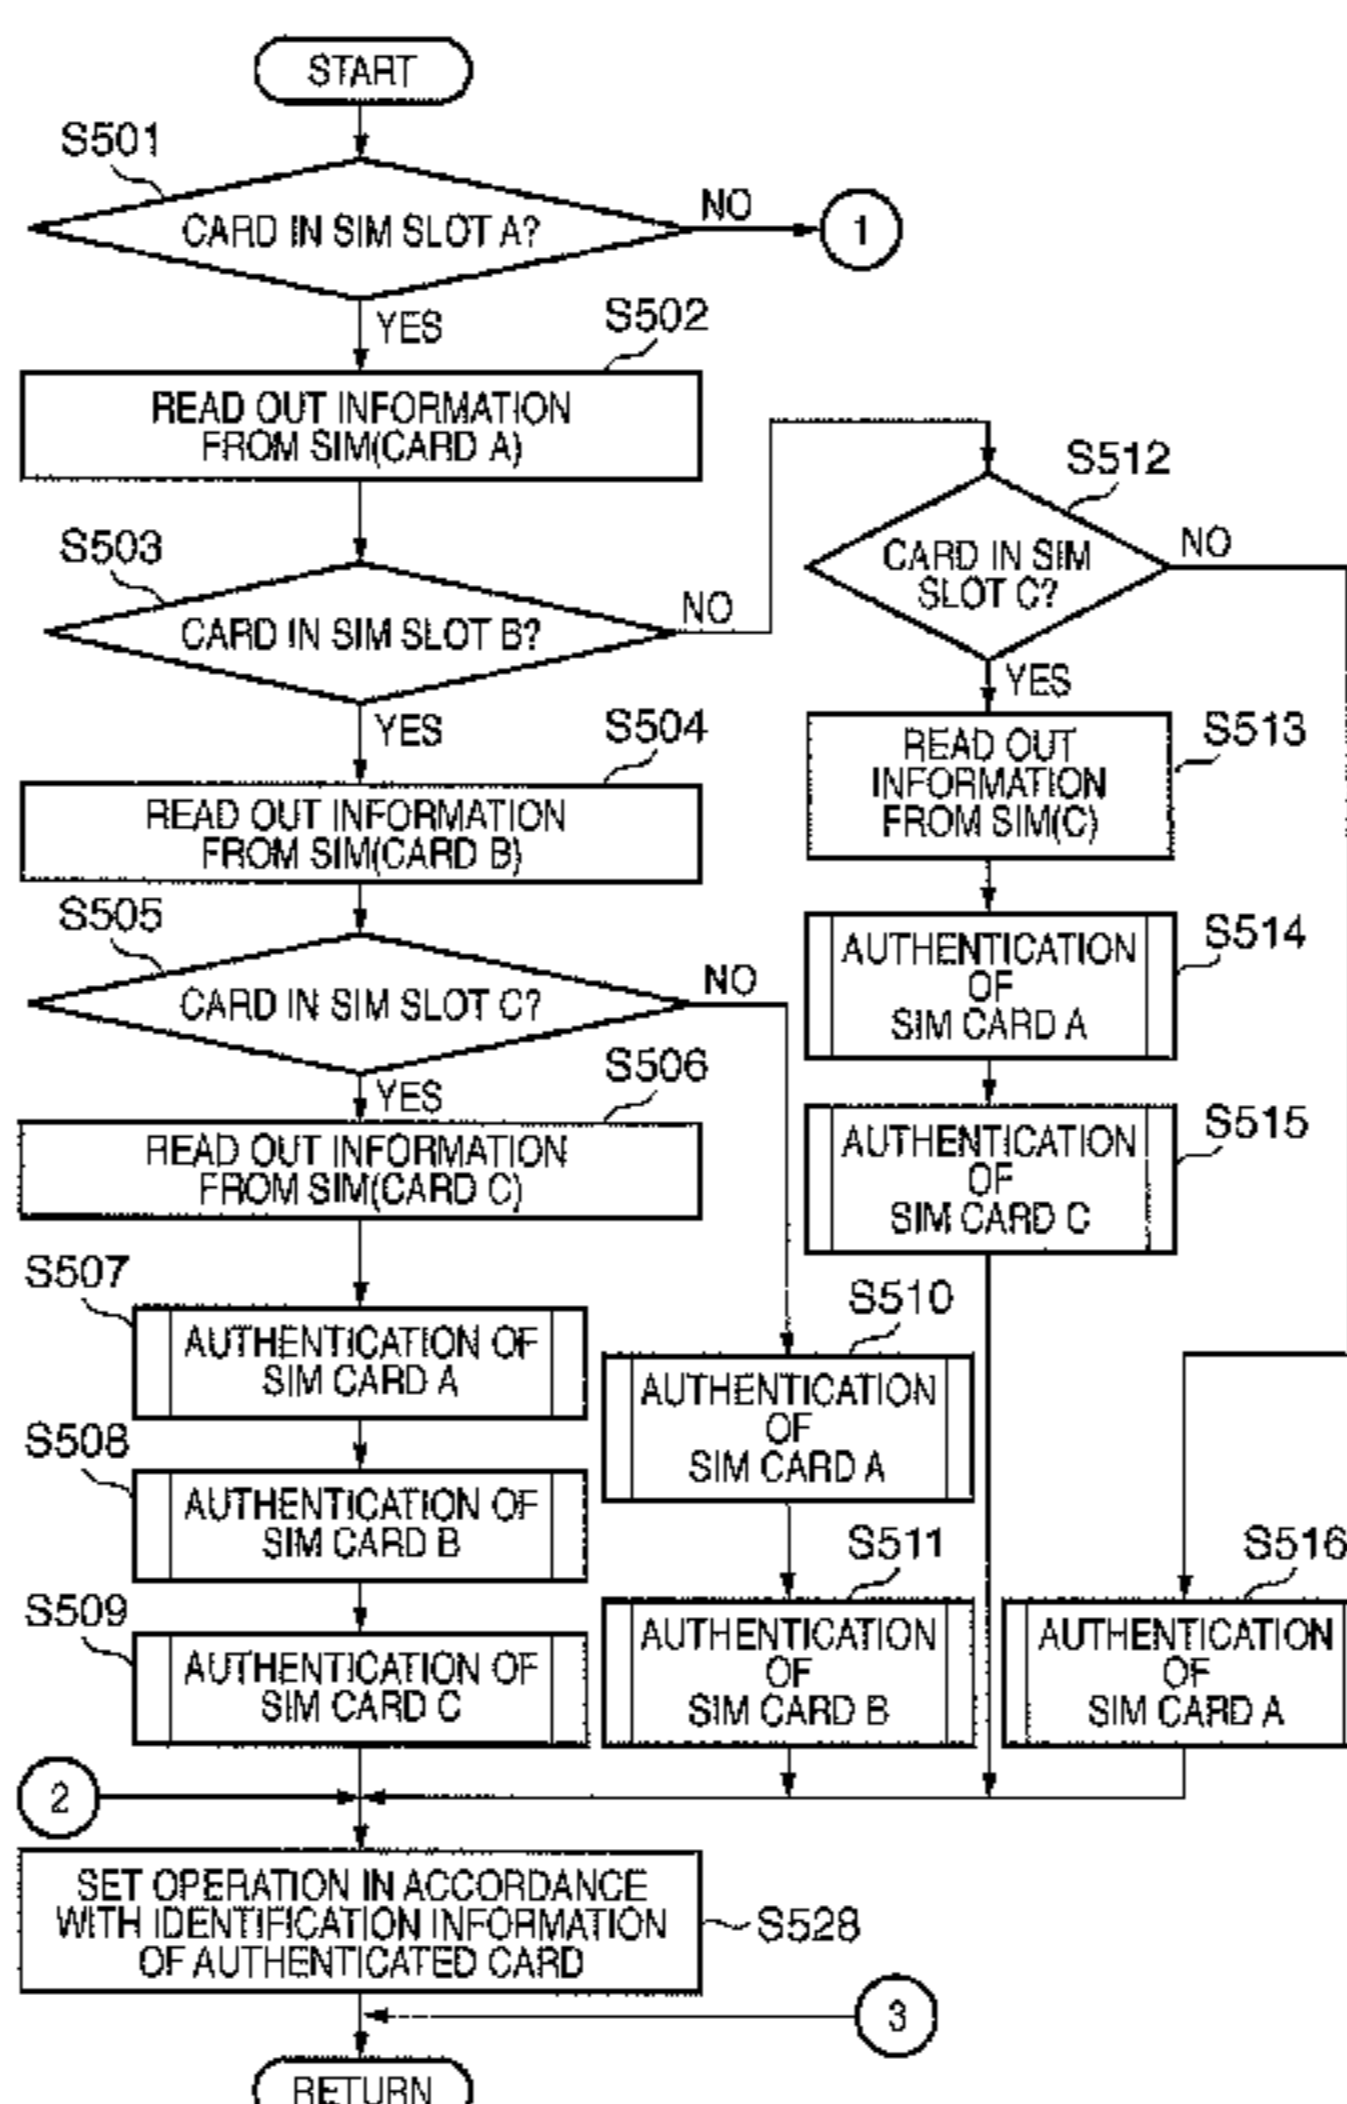 START
S501
CARD IN SIM SLOT A?
NO
1
YES
S502
READ OUT INFORMATION
FROM SIM(CARD A)
S503
CARD IN SIM SLOT B?
NO
S512
CARD IN SIM
SLOT C?
NO
YES
S513
READ OUT
INFORMATION
FROM SIM(C)
YES
S504
READ OUT INFORMATION
FROM SIM(CARD B)
S505
CARD IN SIM SLOT C?
NO
S514
AUTHENTICATION
OF
SIM CARD A
YES
S506
READ OUT INFORMATION
FROM SIM(CARD C)
S515
AUTHENTICATION
OF
SIM CARD C
S507
AUTHENTICATION OF
SIM CARD A
S510
AUTHENTICATION
OF
SIM CARD A
S508
AUTHENTICATION OF
SIM CARD B
S511
AUTHENTICATION
OF
SIM CARD B
S516
AUTHENTICATION
OF
SIM CARD A
S509
AUTHENTICATION OF
SIM CARD C
2
SET OPERATION IN ACCORDANCE
WITH IDENTIFICATION INFORMATION
OF AUTHENTICATED CARD
S528
3
RETURN